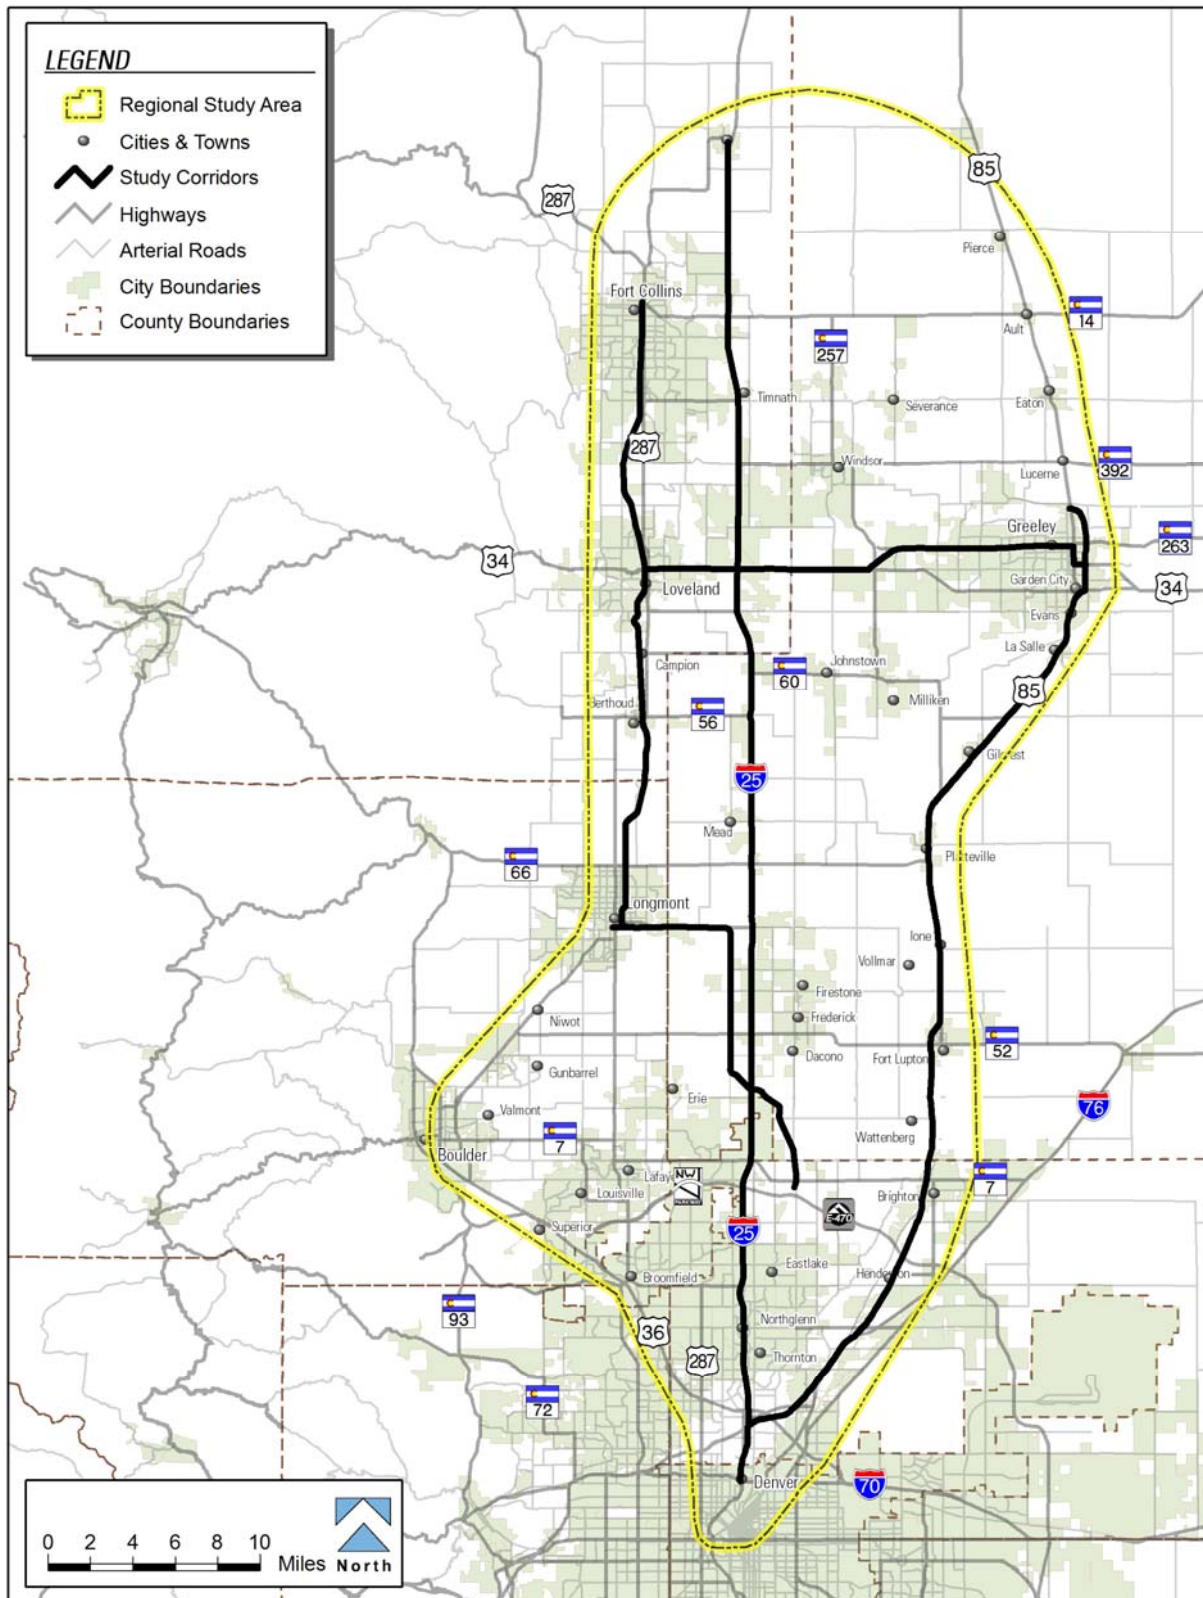 LEGEND
Regional Study Area
Cities & Towns
Study Corridors
Highways
Arterial Roads
City Boundaries
County Boundaries
85
287
Pierce
Fort Collins
14
Ault
257
Timnath
Severance
Eaton
287
Windsor
Lucerne
392
Greeley
263
34
Garden City
34
Loveland
Evans
La Salle
Campion
Johnstown
60
85
Berthoud
56
Milliken
Gilcrest
25
Mead
Platteville
66
Longmont
Ione
Vollmar
Firestone
Niwot
Frederick
52
Dacono
Fort Lupton
Gunbarrel
Erie
76
Valmont
Wattenberg
7
Boulder
Lafay
NW
7
Louisville
Brighton
E-470
25
Superior
Eastlake
Henderson
Broomfield
93
Northglenn
36
Thornton
287
72
Denver
70
0 2 4 6 8 10
Miles North